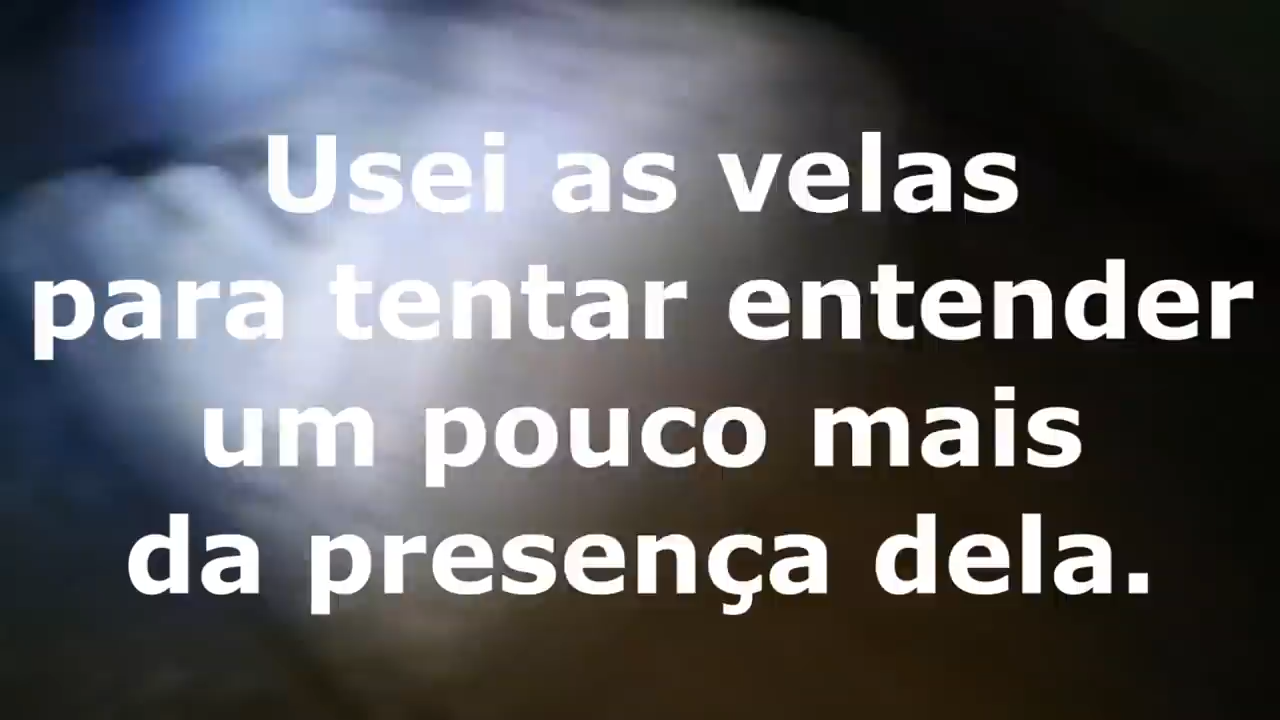 Usei as velas
para tentar entender
um pouco mais
da presença dela.